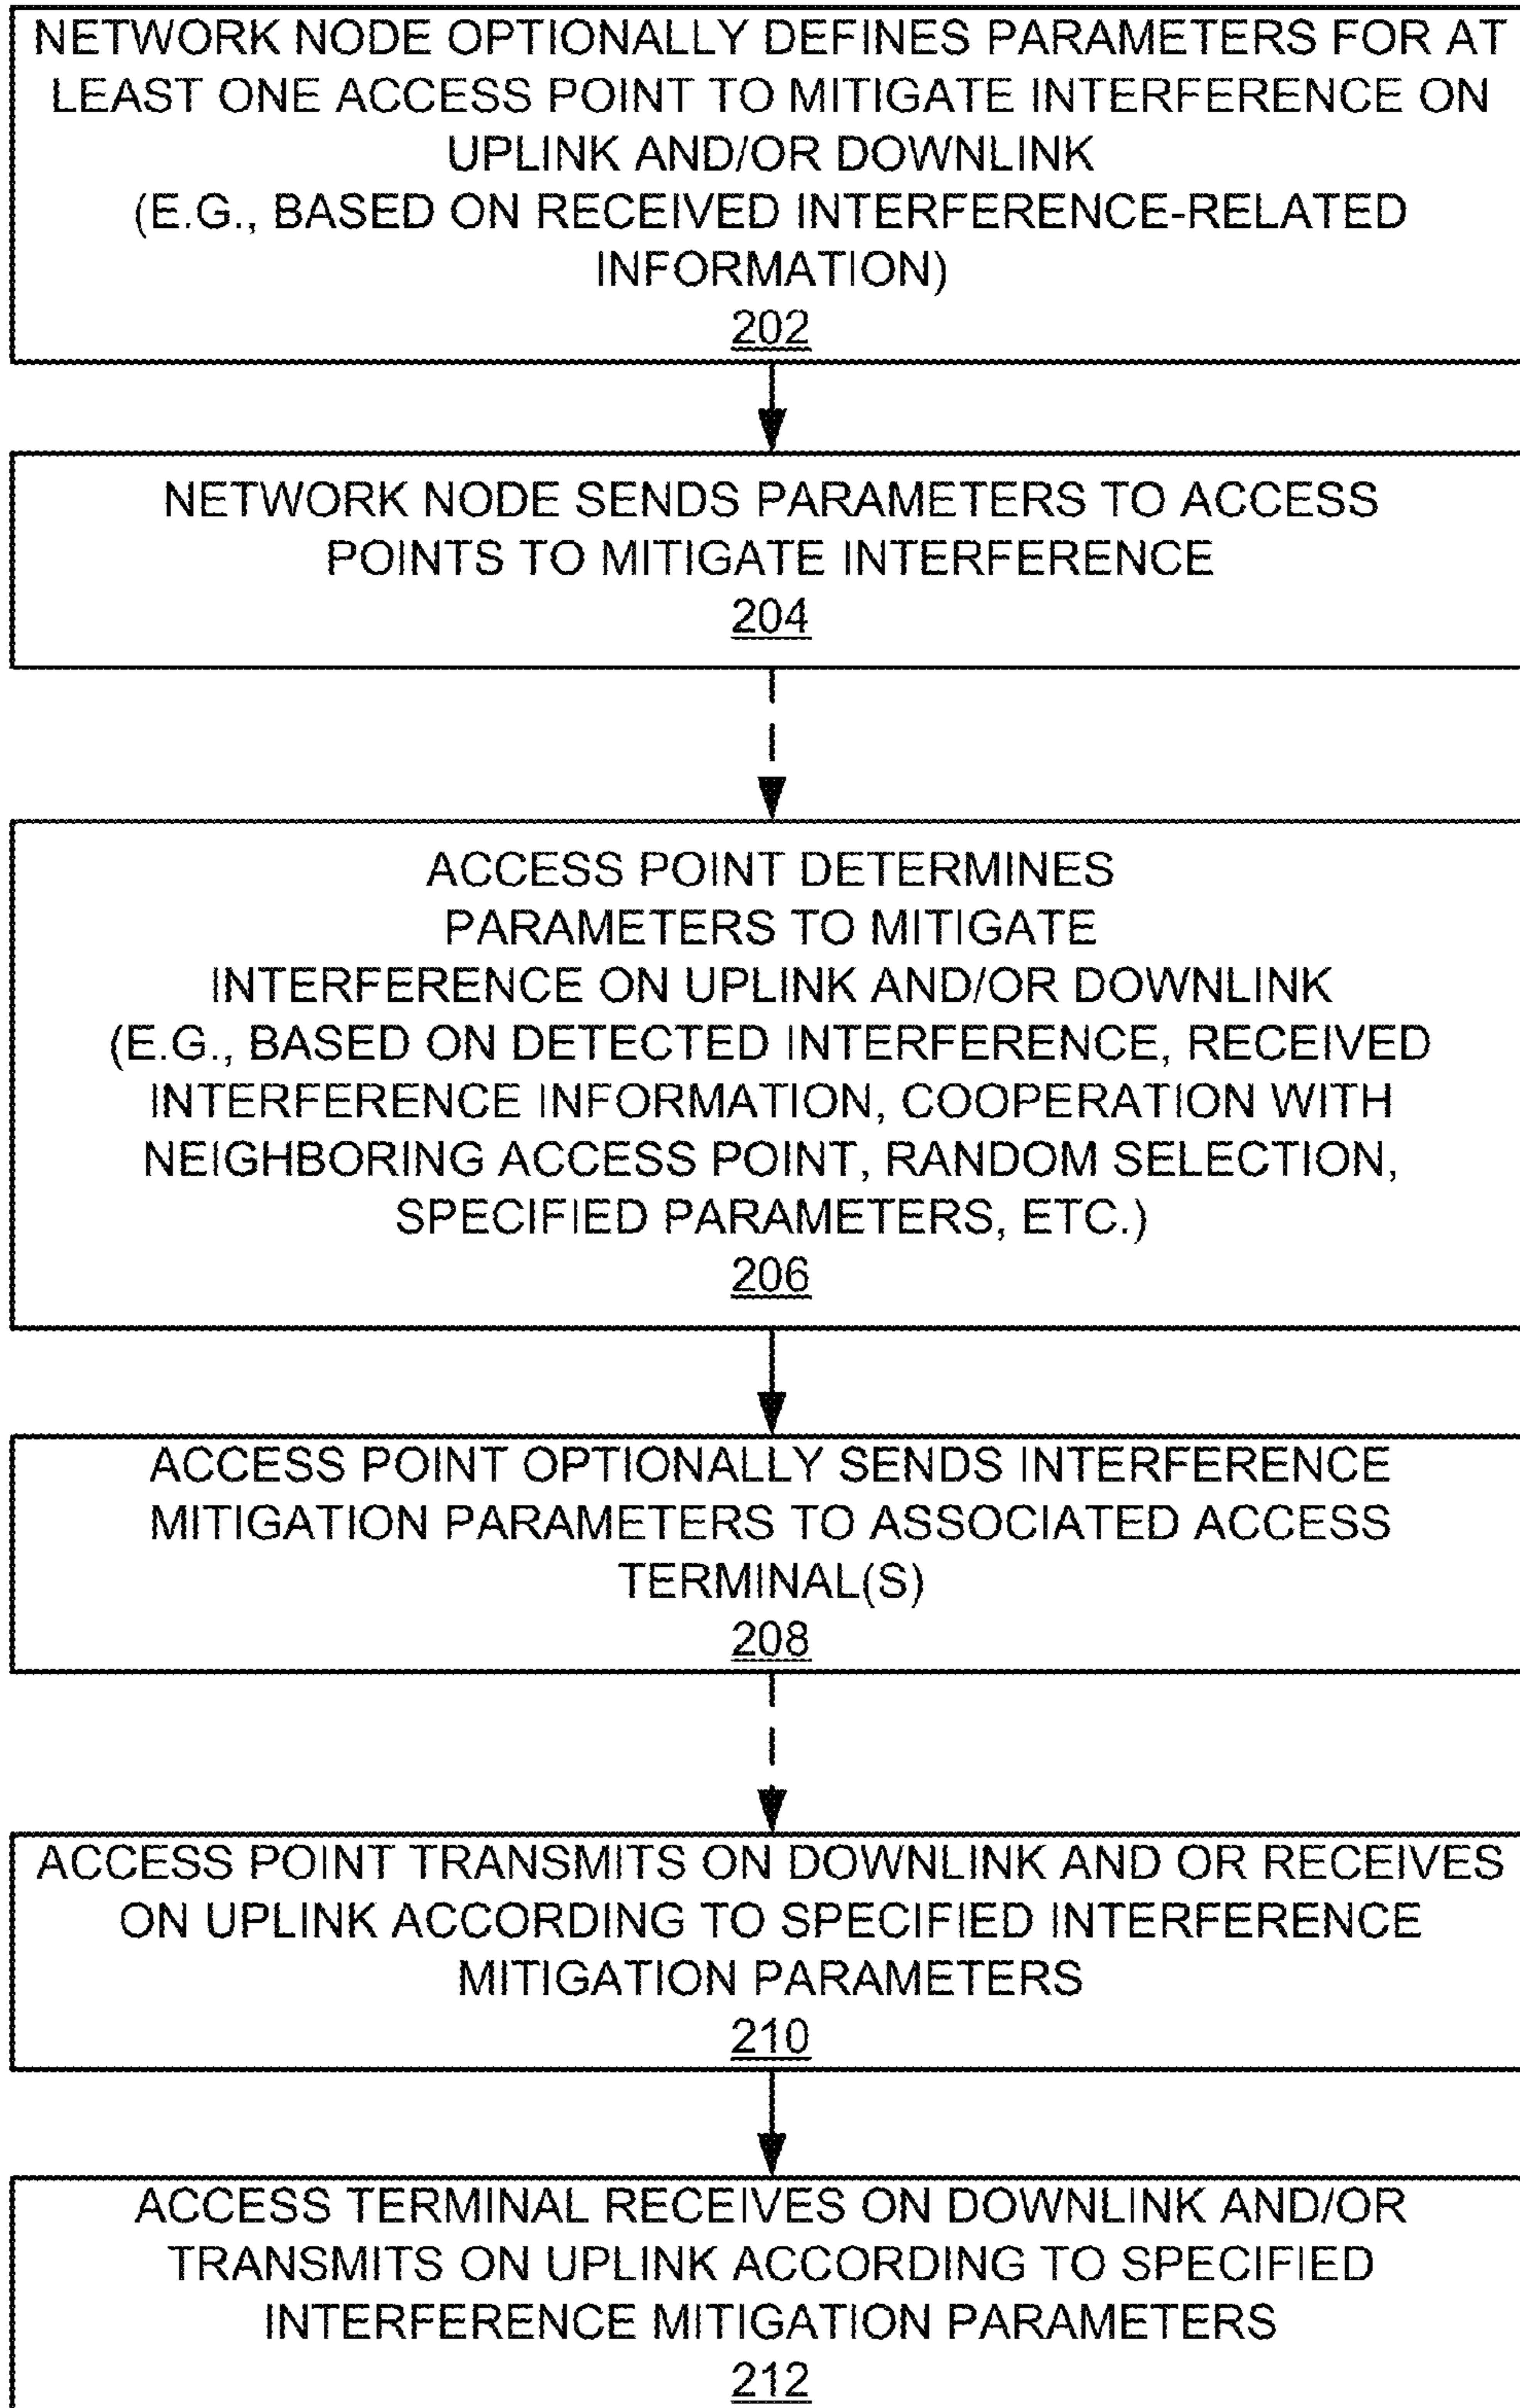 NETWORK NODE OPTIONALLY DEFINES PARAMETERS FOR AT
LEAST ONE ACCESS POINT TO MITIGATE INTERFERENCE ON
UPLINK AND/OR DOWNLINK
(E.G., BASED ON RECEIVED INTERFERENCE-RELATED
INFORMATION)
202
NETWORK NODE SENDS PARAMETERS TO ACCESS
POINTS TO MITIGATE INTERFERENCE
204
ACCESS POINT DETERMINES
PARAMETERS TO MITIGATE
INTERFERENCE ON UPLINK AND/OR DOWNLINK
(E.G., BASED ON DETECTED INTERFERENCE, RECEIVED
INTERFERENCE INFORMATION, COOPERATION WITH
NEIGHBORING ACCESS POINT, RANDOM SELECTION,
SPECIFIED PARAMETERS, ETC.)
206
ACCESS POINT OPTIONALLY SENDS INTERFERENCE
MITIGATION PARAMETERS TO ASSOCIATED ACCESS
TERMINAL(S)
208
ACCESS POINT TRANSMITS ON DOWNLINK AND OR RECEIVES
ON UPLINK ACCORDING TO SPECIFIED INTERFERENCE
MITIGATION PARAMETERS
210
ACCESS TERMINAL RECEIVES ON DOWNLINK AND/OR
TRANSMITS ON UPLINK ACCORDING TO SPECIFIED
INTERFERENCE MITIGATION PARAMETERS
212